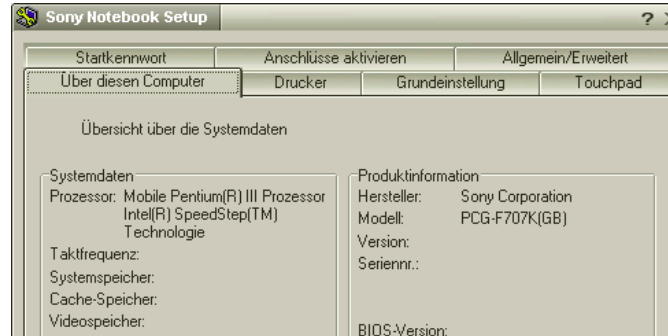 Sony Notebook Setup
?
Startkennwort
Anschlüsse aktivieren
Allgemein/Erweitert
Über diesen Computer
Drucker
Grundeinstellung
Touchpad
Übersicht über die Systemdaten
Systemdaten
Prozessor: Mobile Pentium(R) III Prozessor
Intel(R) SpeedStep(TM)
Technologie
Taktfrequenz:
Systemspeicher:
Cache-Speicher:
Videospeicher:
Produktinformation
Hersteller: Sony Corporation
Modell: PCG-F707K(GB)
Version:
Seriennr.:
BIOS-Version: